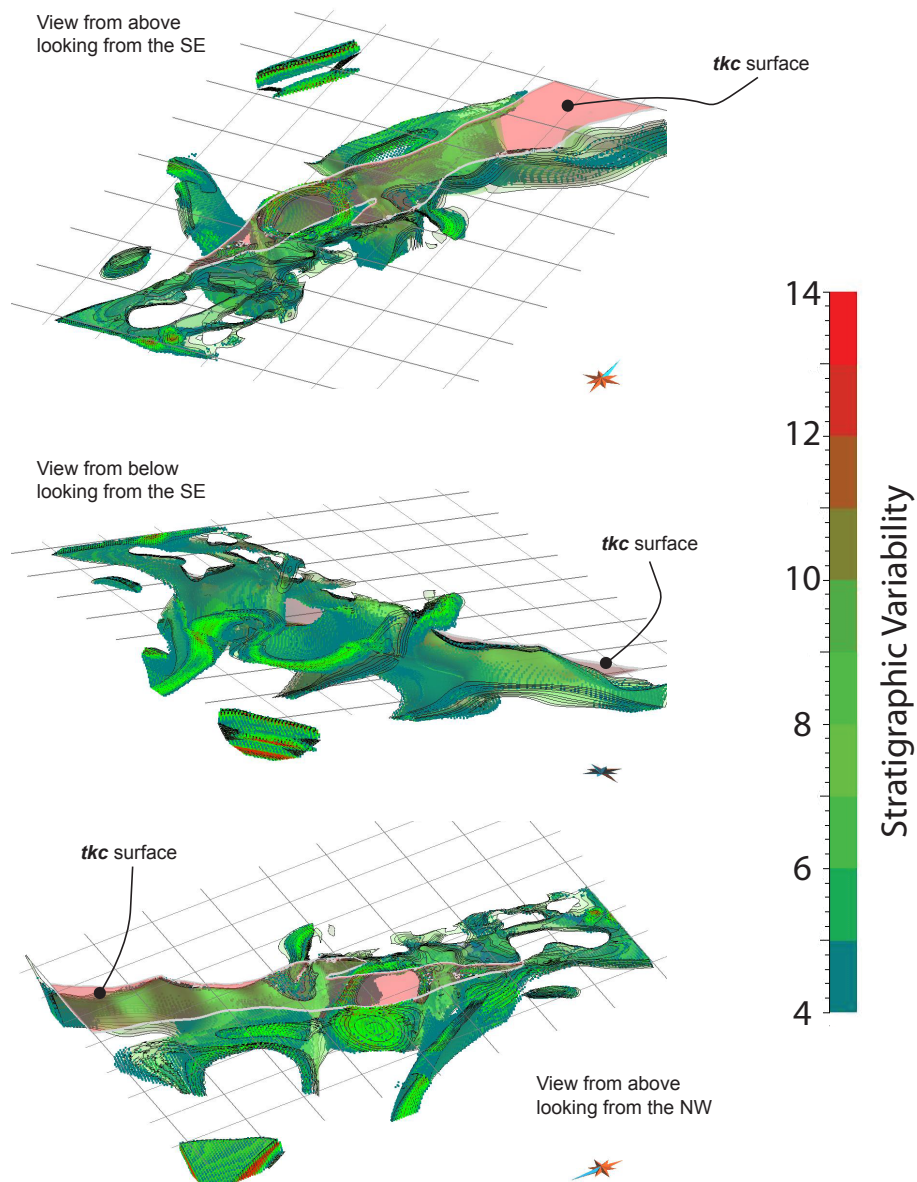 View from above
looking from the SE
tkc surface
View from below
looking from the SE
tkc surface
14
12
10
8
6
4
Stratigraphic Variability
tkc surface
View from above
looking from the NW